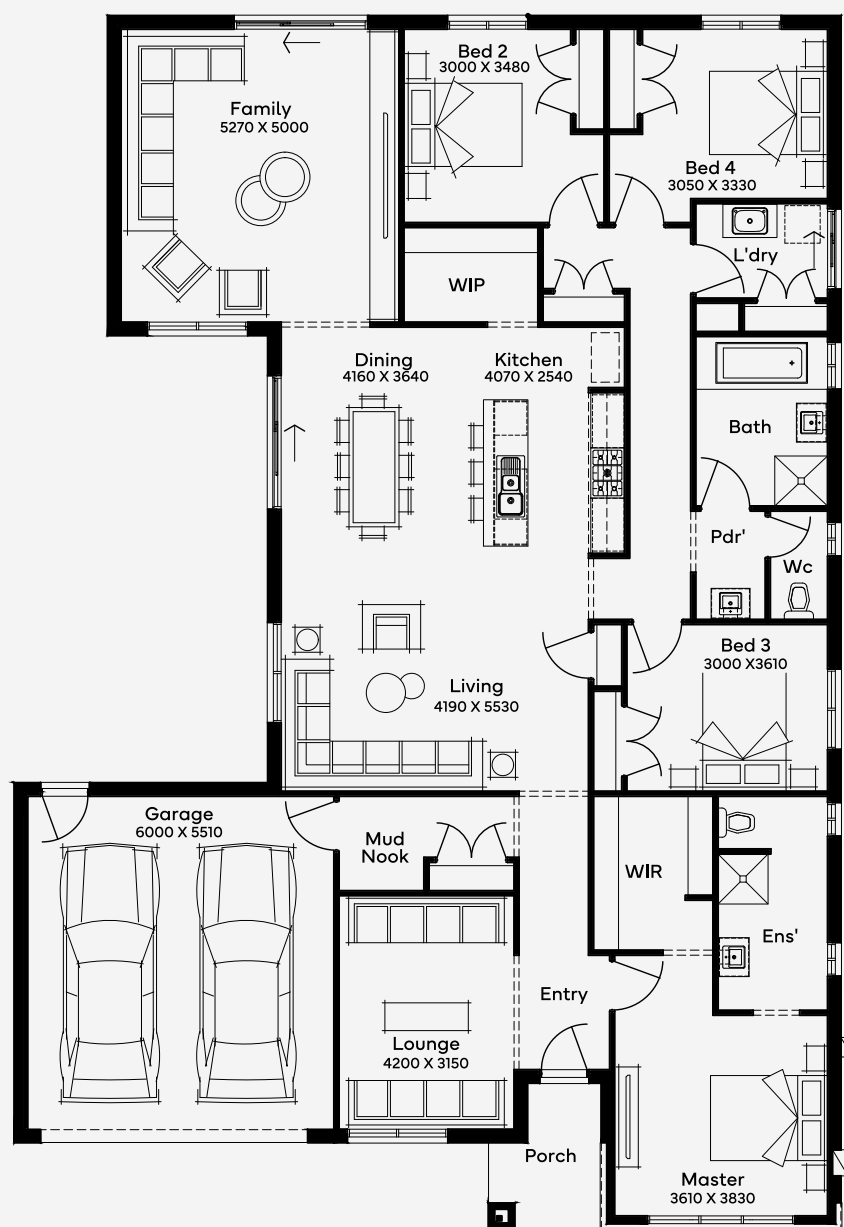 Family
5270 X 5000
Bed 2
3000 X 3480
Bed 4
3050 X 3330
L'dry
WIP
Dining
4160 X 3640
Kitchen
4070 X 2540
Bath
Pdr'
Wc
Bed 3
3000 X3610
Living
4190 X 5530
Garage
6000 X 5510
Mud
Nook
WIR
Ens'
Entry
Lounge
4200 X 3150
Porch
Master
3610 X 3830